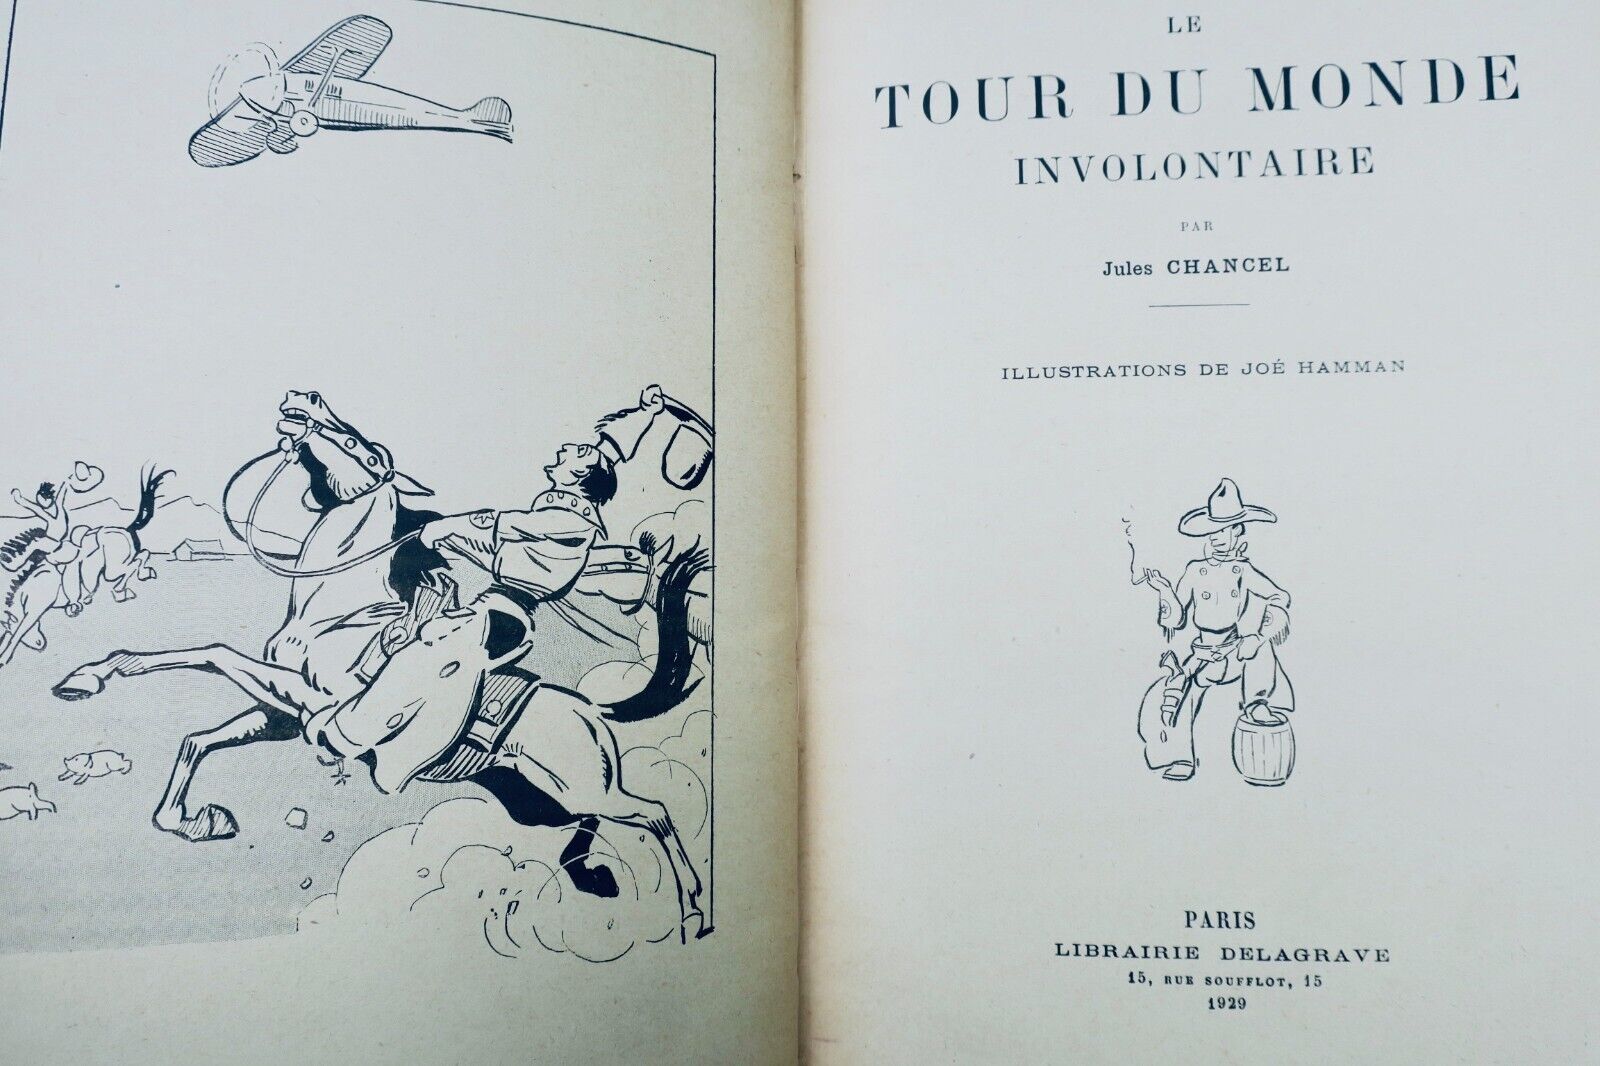 LE
TOUR DU MONDE
INVOLONTAIRE
PAR
Jules CHANCEL
ILLUSTRATIONS DE JOÉ HAMMAN
PARIS
LIBRAIRIE DELAGRAVE
15, RUE SOUFFLOT, 15
1929